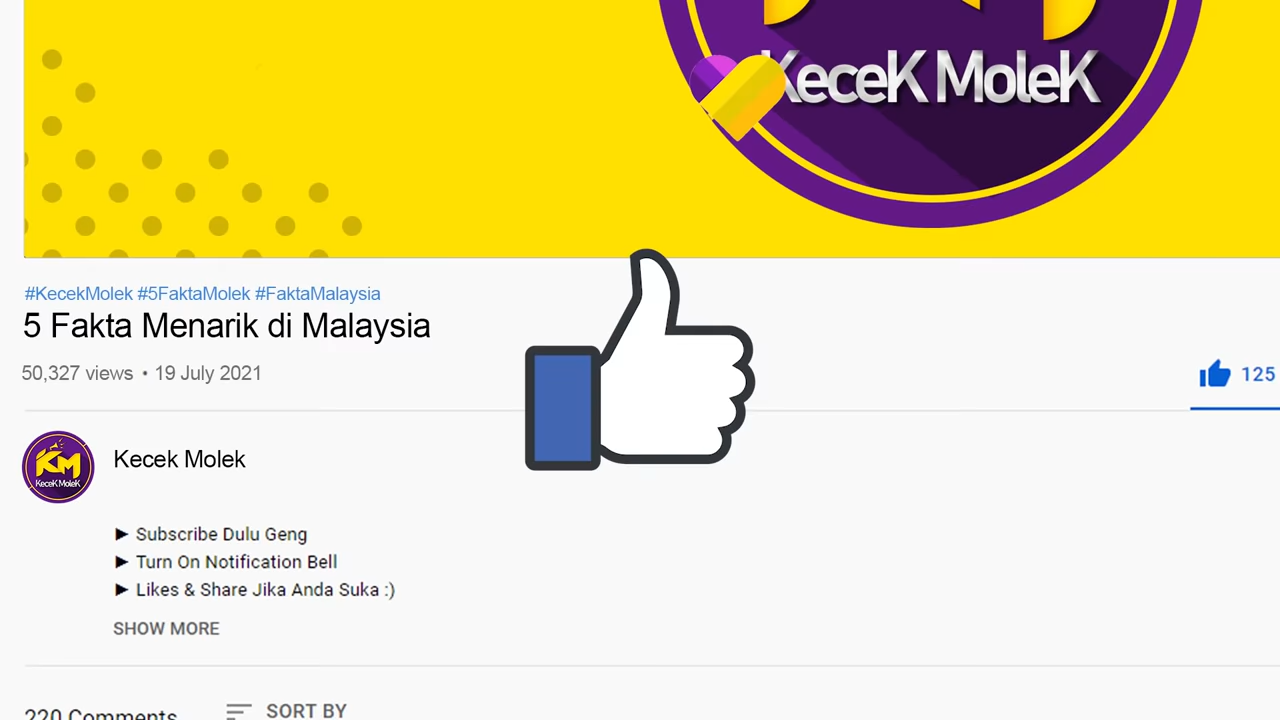 KeceK MoleK
#KecekMolek #5FaktaMolek #FaktaMalaysia
5 Fakta Menarik di Malaysia
50,327 views • 19 July 2021
125
KM
KeceK MoleK
Kecek Molek
► Subscribe Dulu Geng
► Turn On Notification Bell
► Likes & Share Jika Anda Suka :)
SHOW MORE
220 Comments
SORT BY